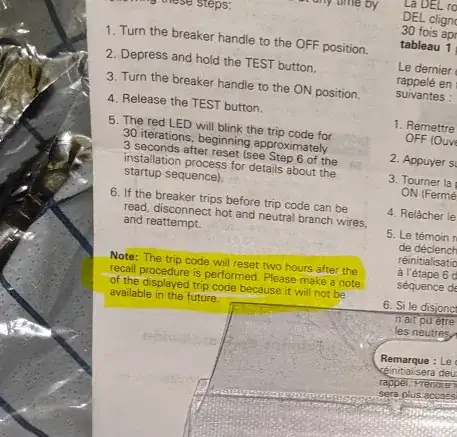 these steps:
1. Turn the breaker handle to the OFF position.
2. Depress and hold the TEST button.
3. Turn the breaker handle to the ON position.
4. Release the TEST button.
5. The red LED will blink the trip code for
30 iterations, beginning approximately
3 seconds after reset (see Step 6 of the
installation process for details about the
startup sequence).
6. If the breaker trips before trip code can be
read, disconnect hot and neutral branch wires,
and reattempt.
Note: The trip code will reset two hours after the
recall procedure is performed. Please make a note
of the displayed trip code because it will not be
available in the future.
time by
La DEL ro
DEL clign
30 fois apr
tableau 1
Le dernier
rappelé en
suivantes :
1. Remettre
OFF (Ouve
2. Appuyer su
3. Tourner la
ON (Fermé
4. Relâcher le
5. Le témoin r
de déclench
réinitialisatio
à l'étape 6 d
séquence de
6. Si le disjonct
n'ait pu être
les neutres
Remarque : Le
réinitialisera deu
rappel. Prendre
sera plus access